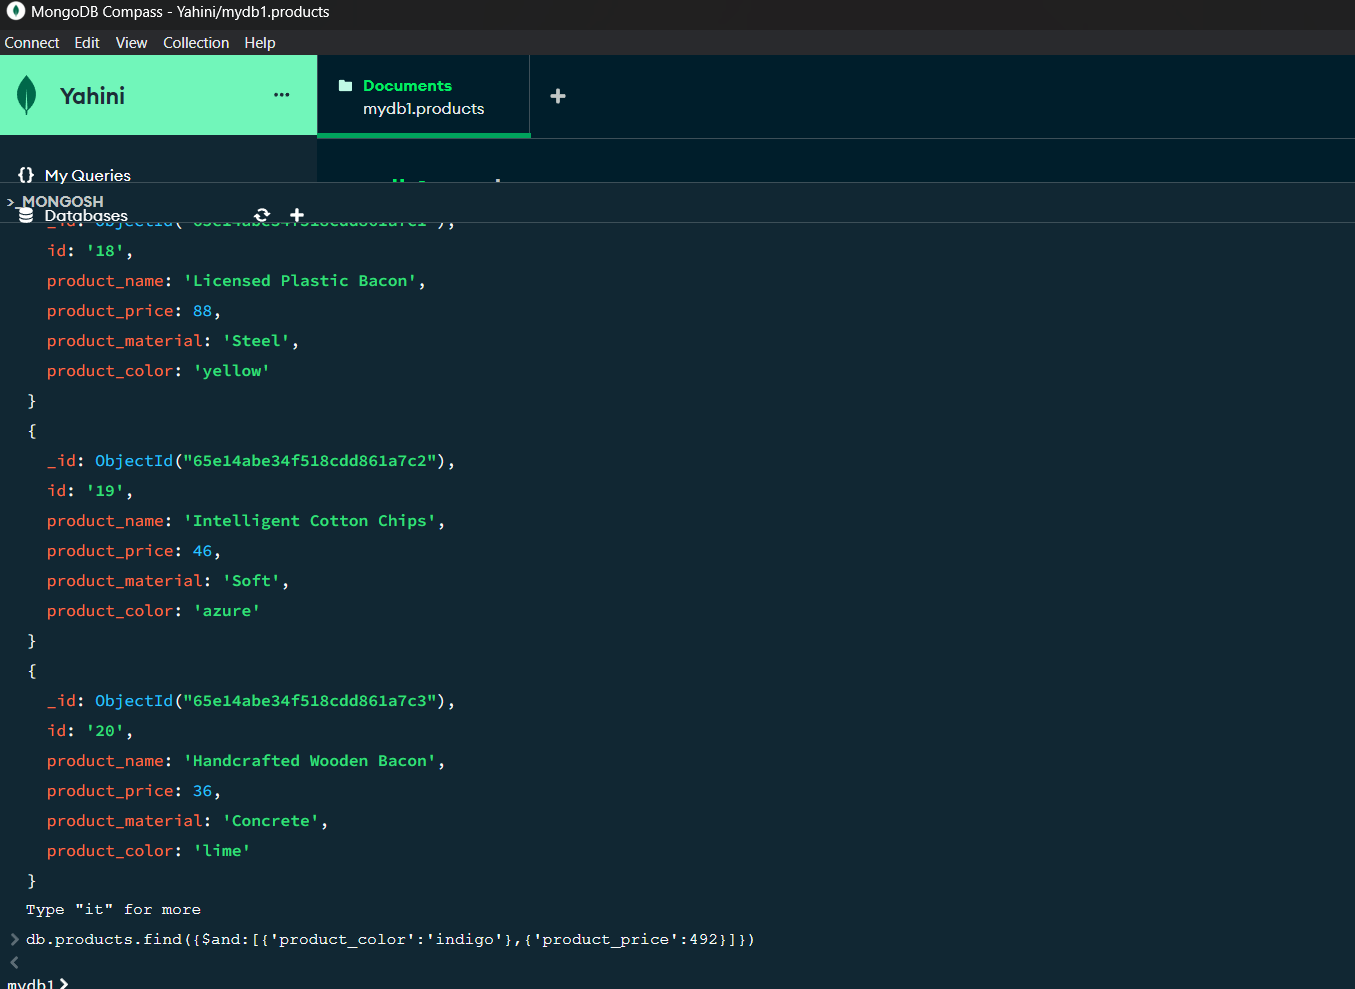 MongoDB Compass - Yahini/mydb1.products
Connect Edit View Collection Help
Yahini ...
Documents
mydb1.products
{} My Queries
>_MONGOSH
Databases
id: '18',
product_name: 'Licensed Plastic Bacon',
product_price: 88,
product_material: 'Steel',
product_color: 'yellow'
}
{
_id: ObjectId("65e14abe34f518cdd861a7c2"),
id: '19',
product_name: 'Intelligent Cotton Chips',
product_price: 46,
product_material: 'Soft',
product_color: 'azure'
}
{
_id: ObjectId("65e14abe34f518cdd861a7c3"),
id: '20',
product_name: 'Handcrafted Wooden Bacon',
product_price: 36,
product_material: 'Concrete',
product_color: 'lime'
}
Type "it" for more
> db.products.find({$and:[{'product_color':'indigo'},{'product_price':492}]})
<
mydb1 >